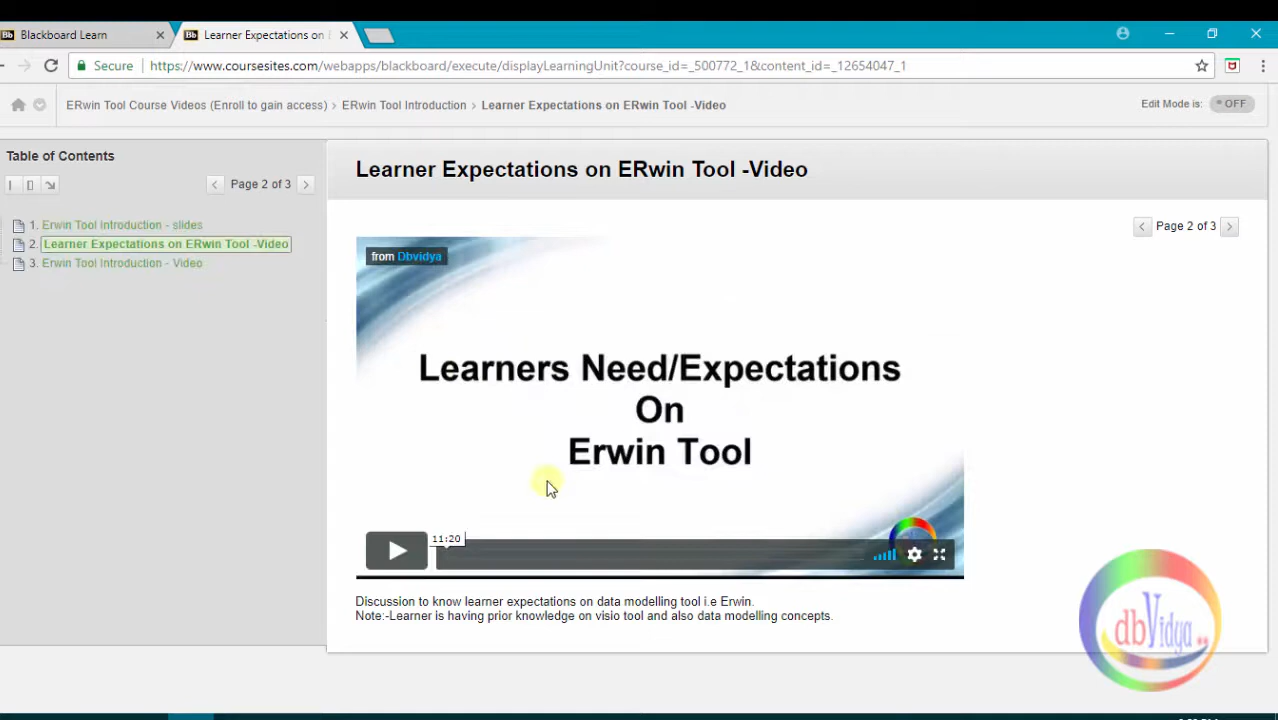 Blackboard Learn
Learner Expectations on
Secure
https://www.coursesites.com/webapps/blackboard/execute/displayLearningUnit?course_id=_500772_1&content_id=_12654047_1
ERwin Tool Course Videos (Enroll to gain access) > ERwin Tool Introduction > Learner Expectations on ERwin Tool -Video
Edit Mode is: OFF
Table of Contents
Page 2 of 3
1. Erwin Tool Introduction - slides
2. Learner Expectations on ERwin Tool -Video
3. Erwin Tool Introduction - Video
Learner Expectations on ERwin Tool -Video
Page 2 of 3
from Dbvidya
Learners Need/Expectations
On
Erwin Tool
11:20
Discussion to know learner expectations on data modelling tool i.e Erwin.
Note:-Learner is having prior knowledge on visio tool and also data modelling concepts.
dbVidya